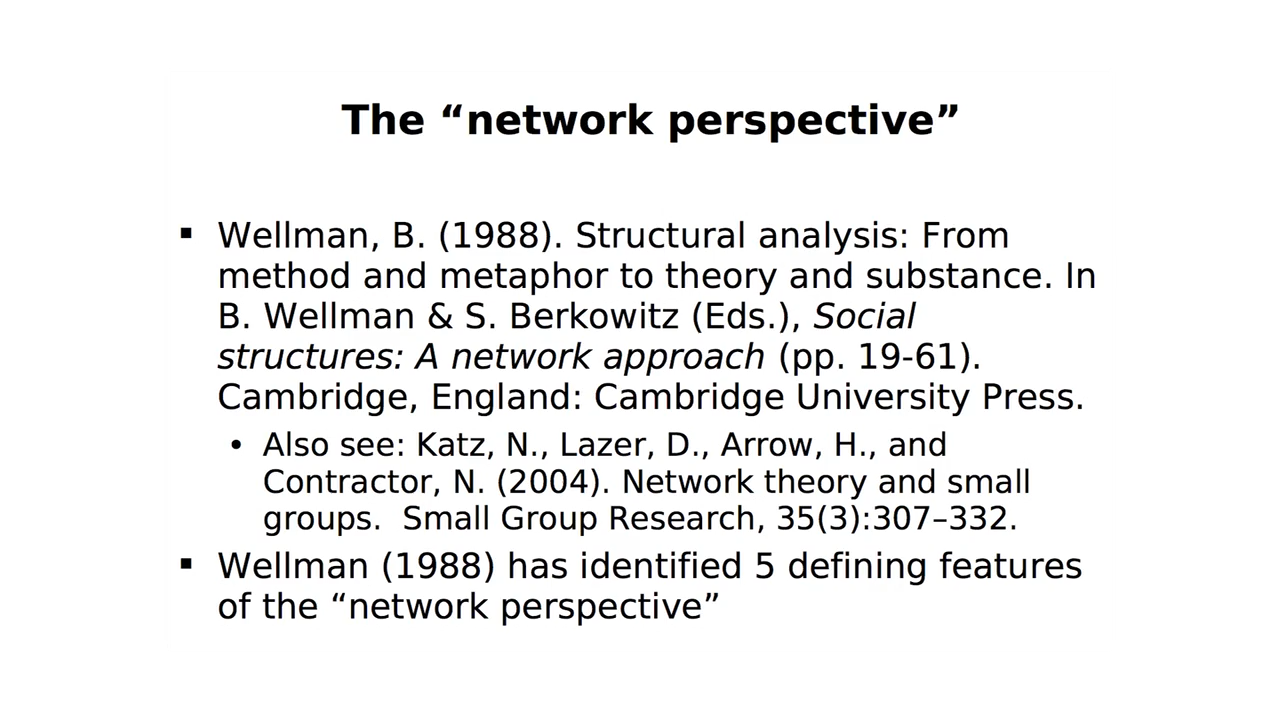 The “network perspective”
▪ Wellman, B. (1988). Structural analysis: From
method and metaphor to theory and substance. In
B. Wellman & S. Berkowitz (Eds.), Social
structures: A network approach (pp. 19-61).
Cambridge, England: Cambridge University Press.
• Also see: Katz, N., Lazer, D., Arrow, H., and
Contractor, N. (2004). Network theory and small
groups.  Small Group Research, 35(3):307–332.
▪ Wellman (1988) has identified 5 defining features
of the “network perspective”